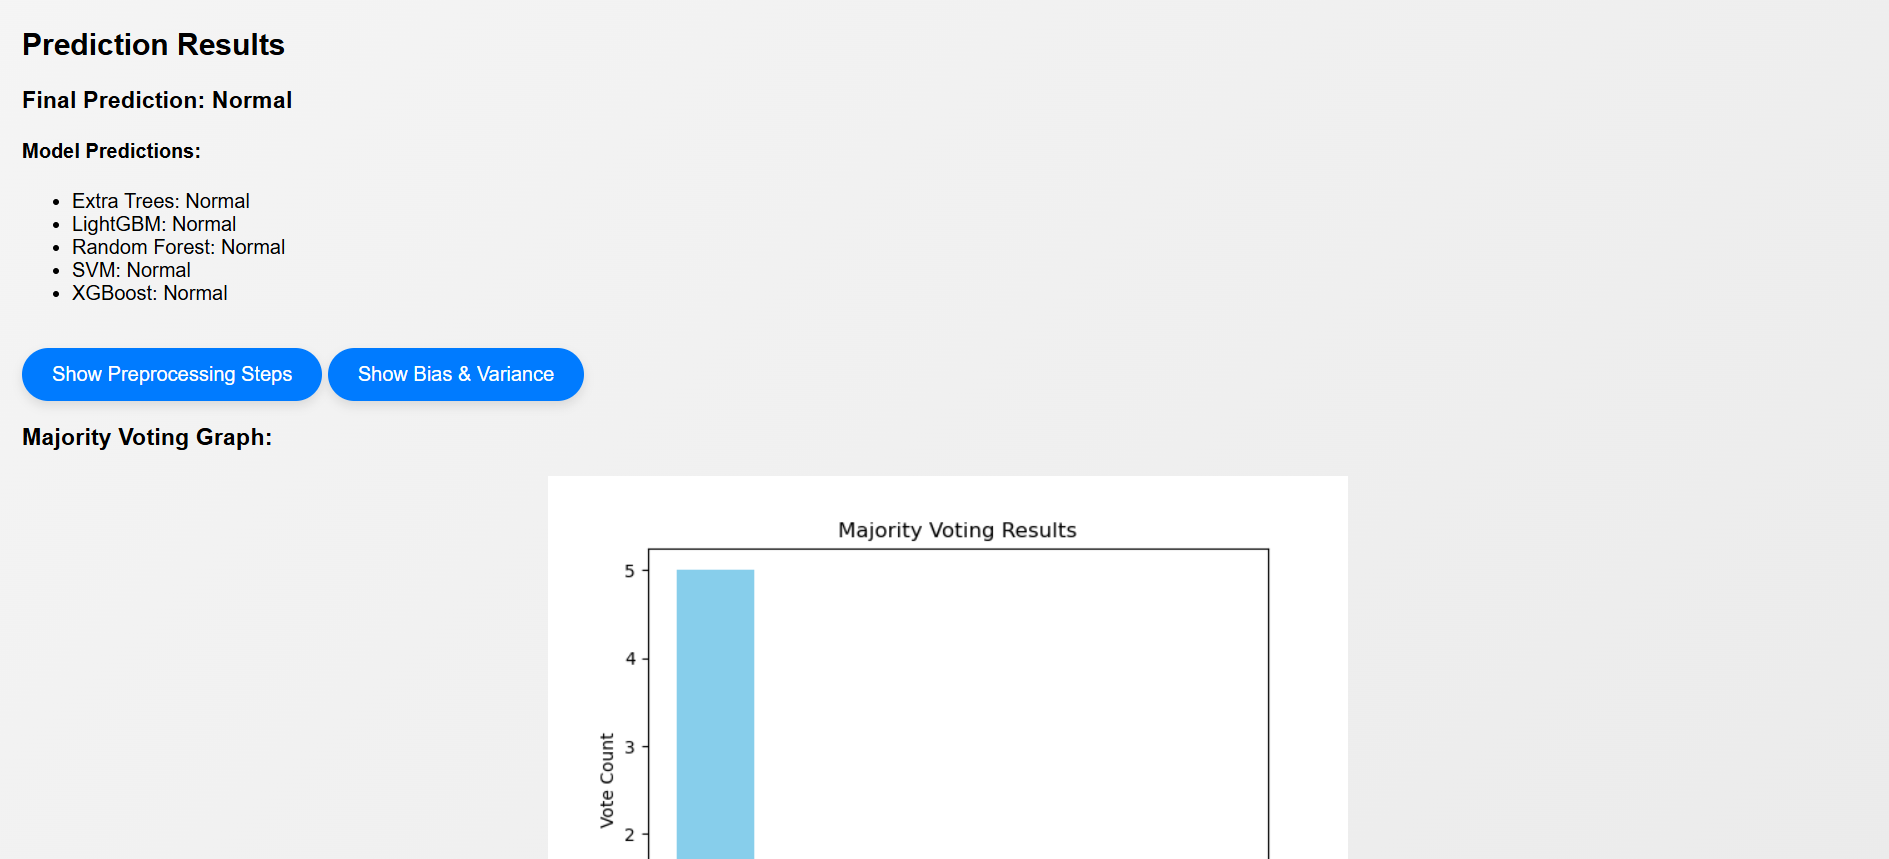 Prediction Results
Final Prediction: Normal
Model Predictions:
Extra Trees: Normal
LightGBM: Normal
Random Forest: Normal
SVM: Normal
XGBoost: Normal
Show Preprocessing Steps
Show Bias & Variance
Majority Voting Graph:
Majority Voting Results
5
4
3
Vote Count
2